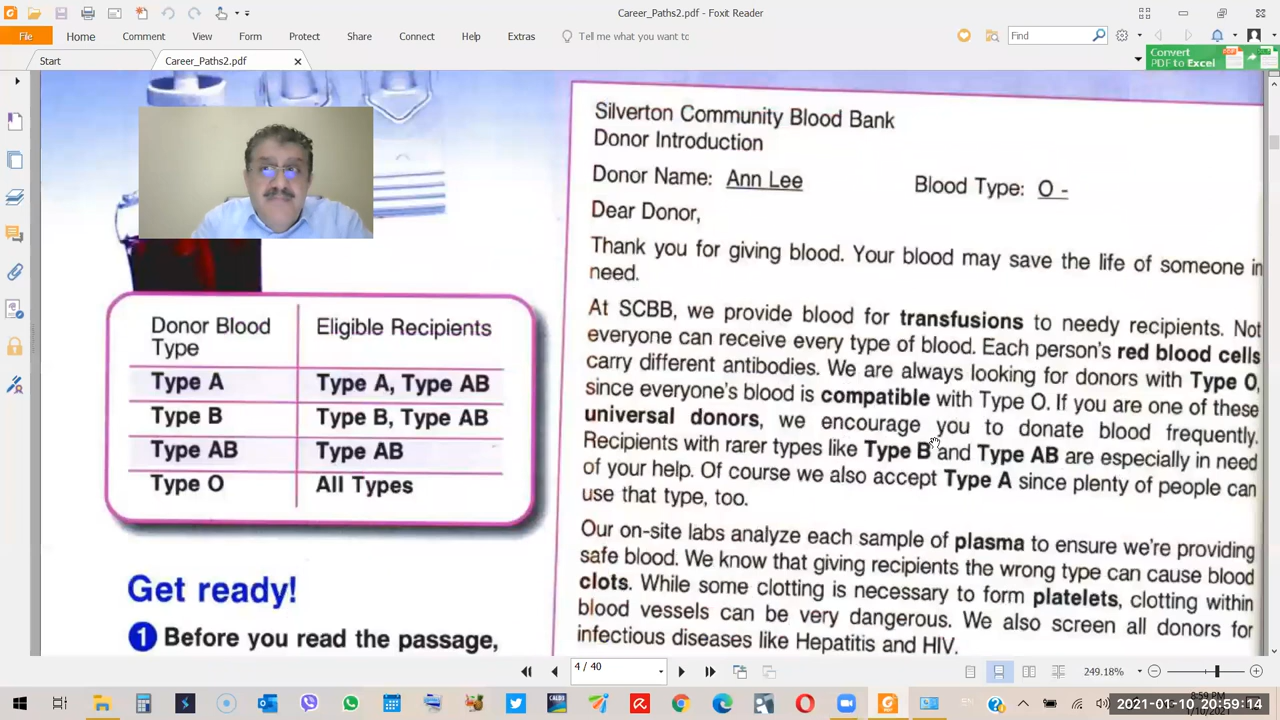 Career_Paths2.pdf - Foxit Reader
File Home Comment View Form Protect Share Connect Help Extras Tell me what you want to Find
Start Career_Paths2.pdf
Convert
PDF to Excel
Donor Blood Type Eligible Recipients
Type A Type A, Type AB
Type B Type B, Type AB
Type AB Type AB
Type O All Types
Get ready!
1 Before you read the passage,
Silverton Community Blood Bank
Donor Introduction
Donor Name: Ann Lee Blood Type: O -
Dear Donor,
Thank you for giving blood. Your blood may save the life of someone in
need.
At SCBB, we provide blood for transfusions to needy recipients. Not
everyone can receive every type of blood. Each person's red blood cells
carry different antibodies. We are always looking for donors with Type O,
since everyone's blood is compatible with Type O. If you are one of these
universal donors, we encourage you to donate blood frequently.
Recipients with rarer types like Type B and Type AB are especially in need
of your help. Of course we also accept Type A since plenty of people can
use that type, too.
Our on-site labs analyze each sample of plasma to ensure we're providing
safe blood. We know that giving recipients the wrong type can cause blood
clots. While some clotting is necessary to form platelets, clotting within
blood vessels can be very dangerous. We also screen all donors for
infectious diseases like Hepatitis and HIV.
4 / 40
249.18%
8:59 PM
2021-01-10 20:59:14